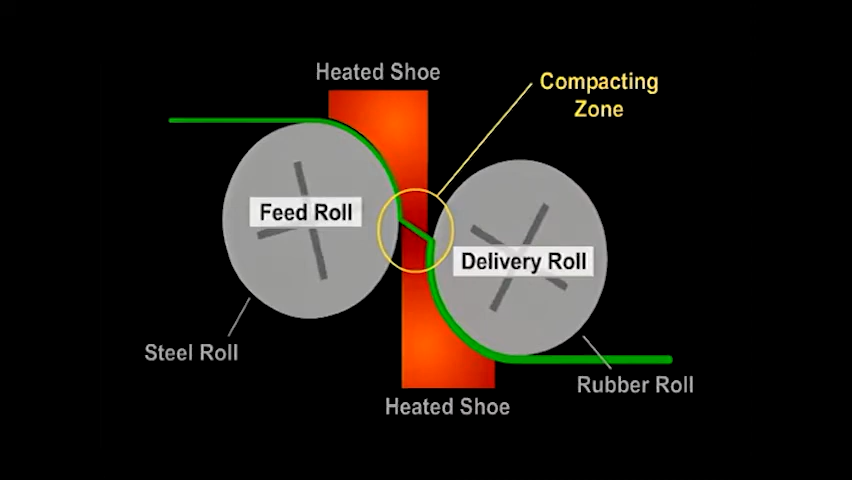 Heated Shoe
Compacting
Zone
Feed Roll
Delivery Roll
Steel Roll
Rubber Roll
Heated Shoe